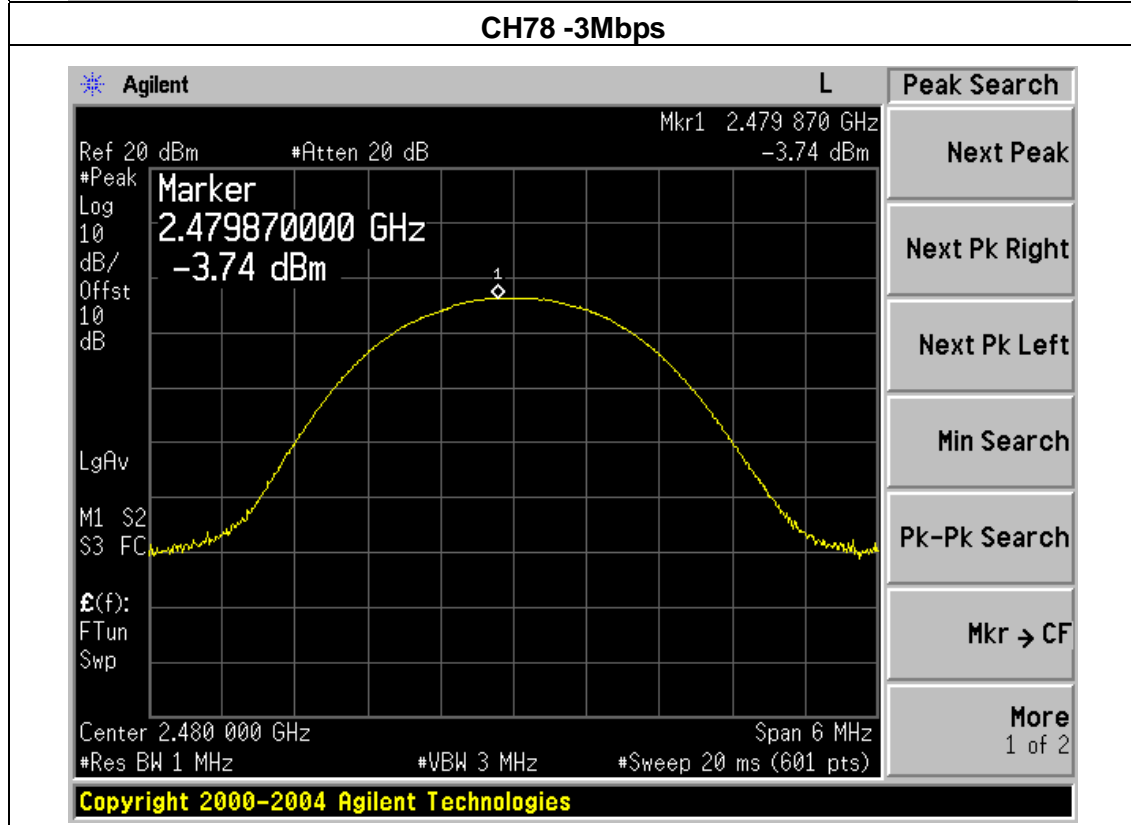 CH78 -3Mbps
Agilent L Peak Search
Mkr1 2.479 870 GHz
Ref 20 dBm #Atten 20 dB -3.74 dBm
#Peak
Log
10
dB/
Offst
10
dB
Marker
2.479870000 GHz
-3.74 dBm
1
LgAv
M1 S2
S3 FC
£(f):
FTun
Swp
Center 2.480 000 GHz Span 6 MHz
#Res BW 1 MHz #VBW 3 MHz #Sweep 20 ms (601 pts)
Copyright 2000-2004 Agilent Technologies
Next Peak
Next Pk Right
Next Pk Left
Min Search
Pk-Pk Search
Mkr → CF
More
1 of 2